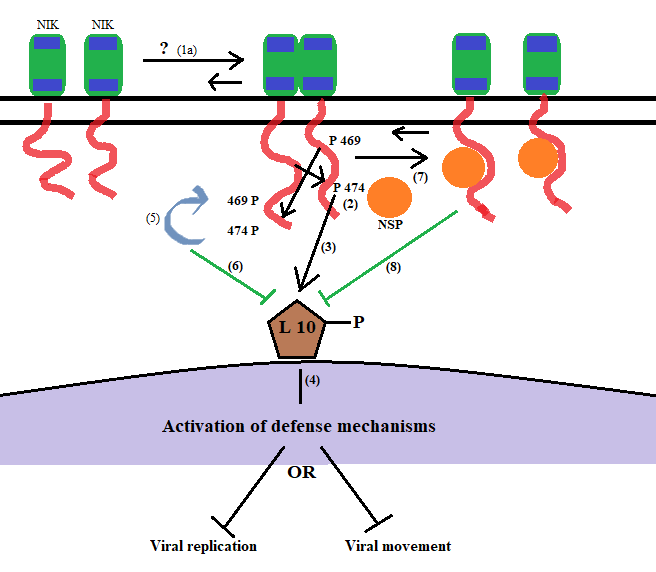 NIK NIK
? (1a)
P 469
(7)
P 474
469 P
(2)
(5)
474 P
NSP
(3)
(6)
(8)
L 10
P
(4)
Activation of defense mechanisms
OR
Viral replication
Viral movement